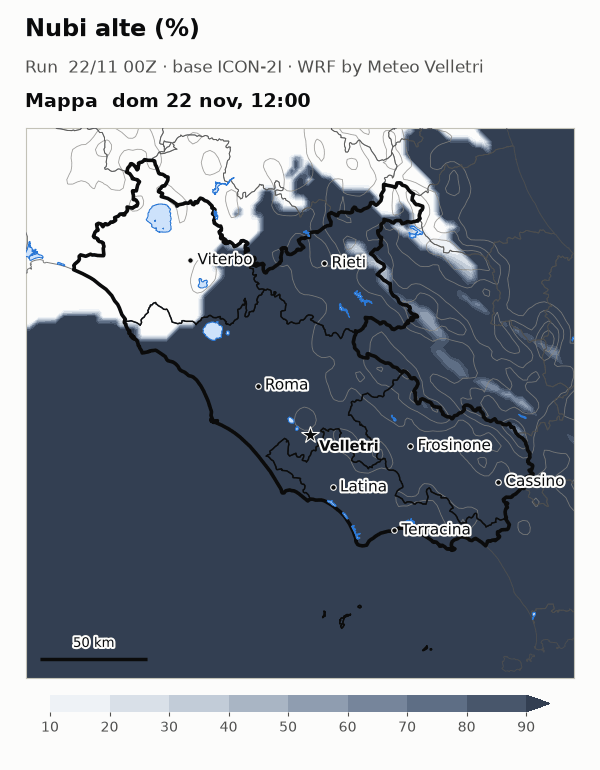 Nubi alte (%)
Run 22/11 00Z · base ICON-2I · WRF by Meteo Velletri
Mappa dom 22 nov, 12:00
Viterbo
Rieti
Roma
Velletri
Frosinone
Cassino
Latina
Terracina
50 km
10 20 30 40 50 60 70 80 90